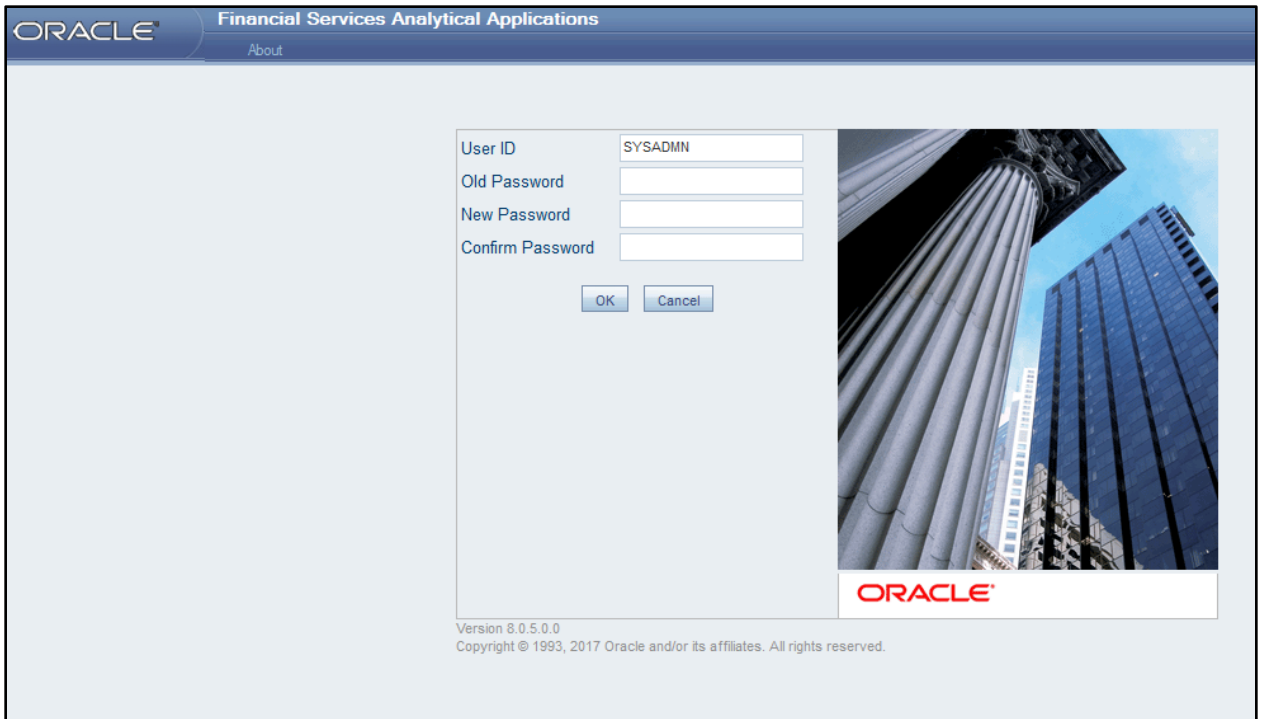 ORACLE®
Financial Services Analytical Applications
About
User ID SYSADMN
Old Password
New Password
Confirm Password
OK Cancel
ORACLE®
Version 8.0.5.0.0
Copyright © 1993, 2017 Oracle and/or its affiliates. All rights reserved.